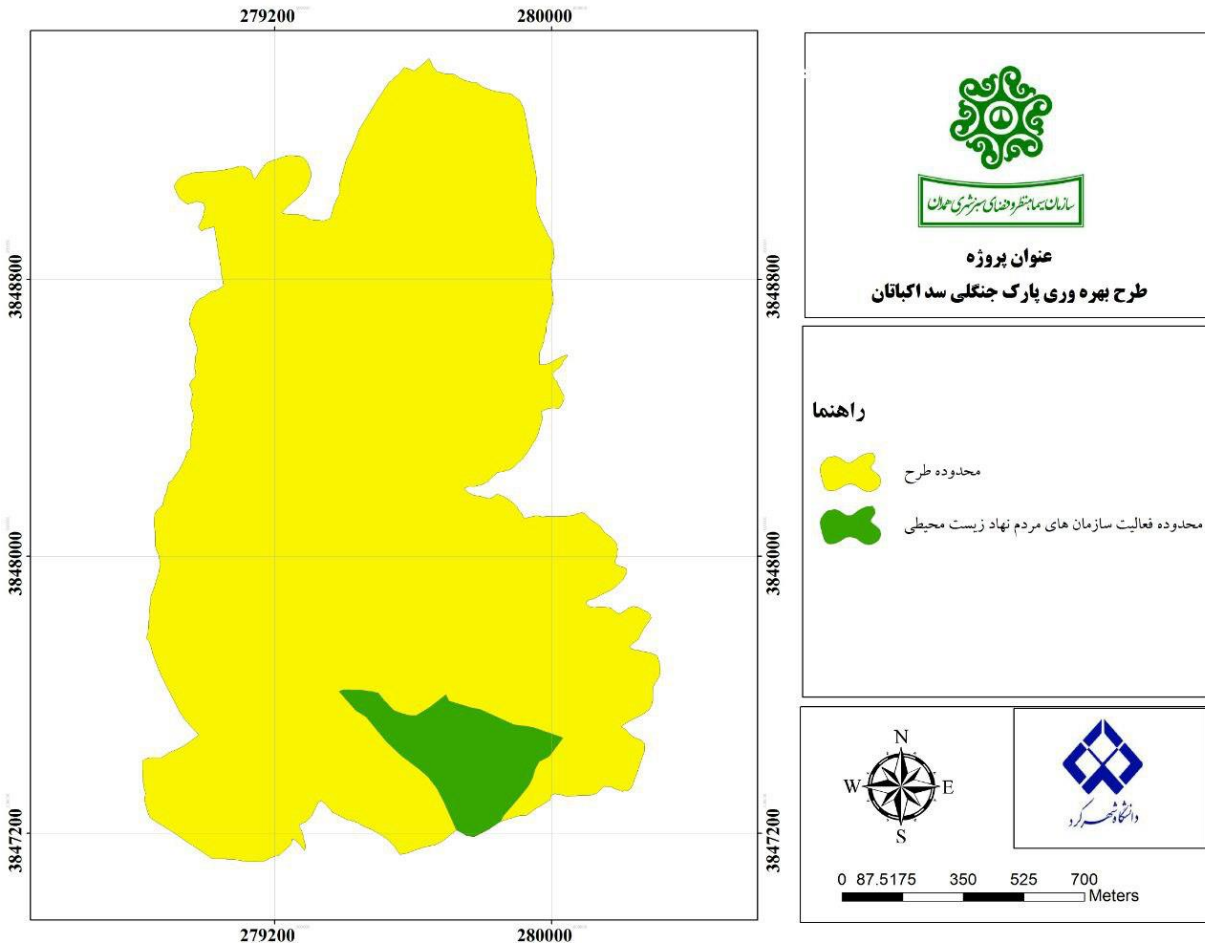 279200
280000
3848800
3848000
3847200
3848800
3848000
3847200
279200
280000
سازمان سیما منظر و فضای سبز شهری همدان
عنوان پروژه
طرح بهره وری پارک جنگلی سد اکباتان
راهنما
محدوده طرح
محدوده فعالیت سازمان های مردم نهاد زیست محیطی
N
W
E
S
دانشگاه شهرکرد
0 87.5175 350 525 700
Meters